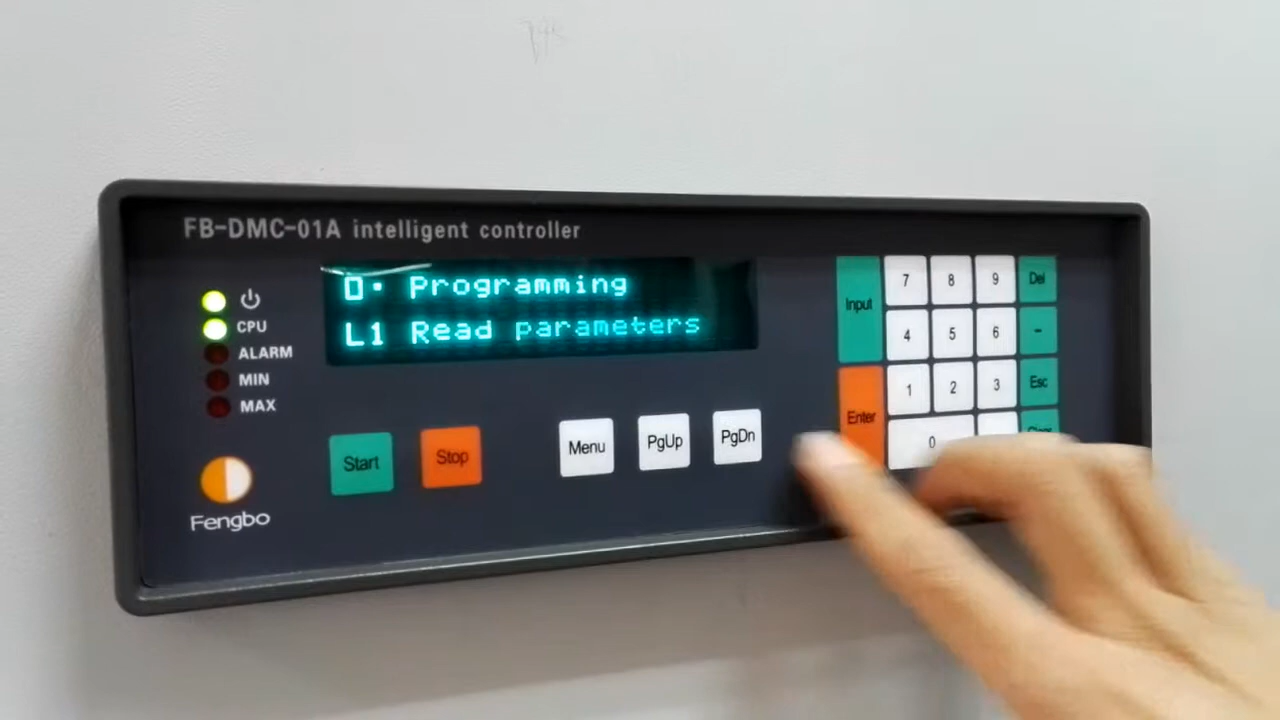 FB-DMC-01A intelligent controller
0. Programming
L1 Read parameters
CPU
ALARM
MIN
MAX
Fengbo
Start
Stop
Menu
PgUp
PgDn
Input
Enter
7 8 9 Del
4 5 6 -
1 2 3 Esc
0